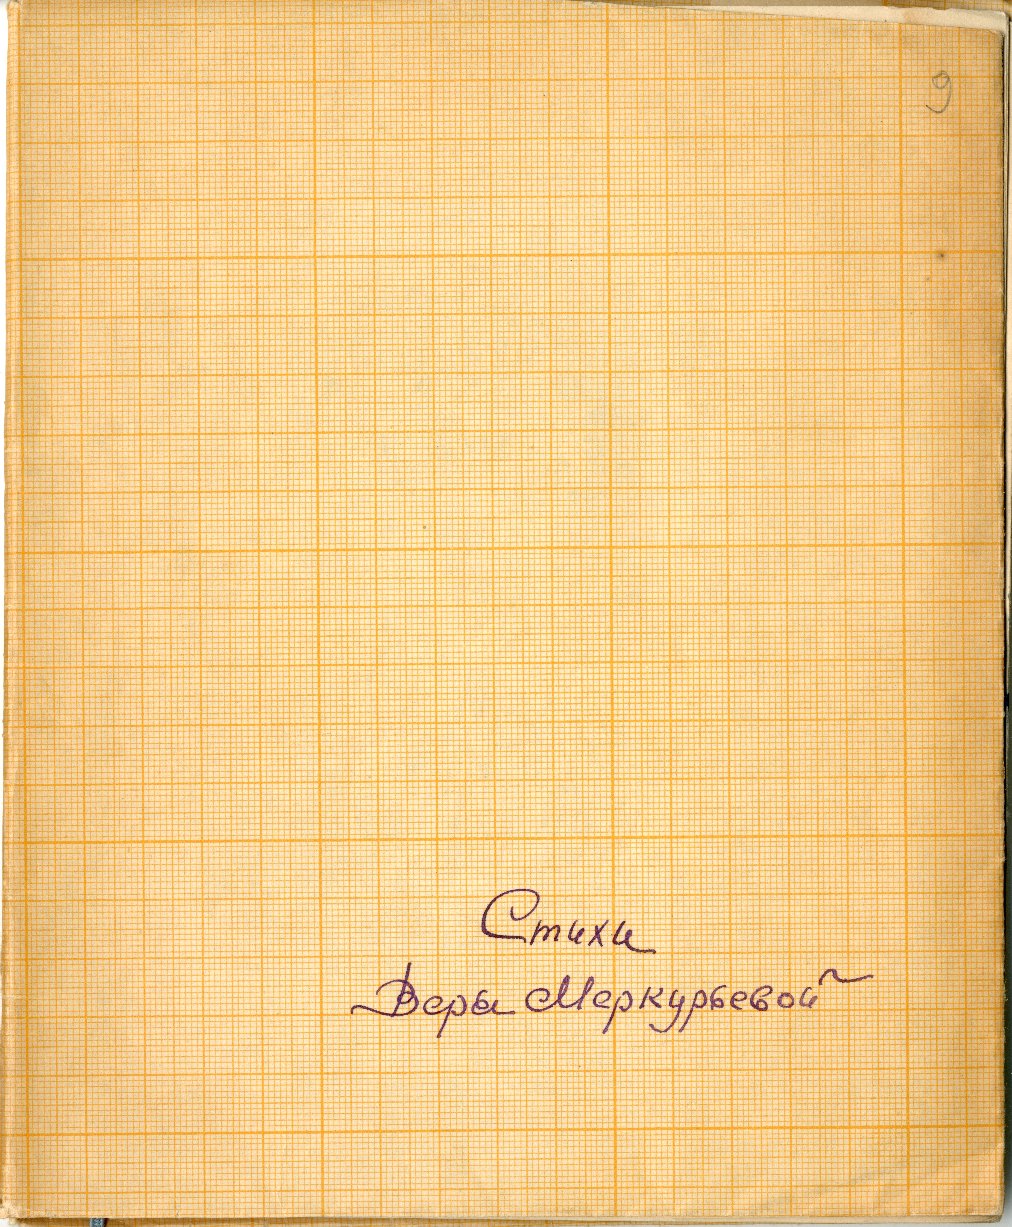 9
Стихи
Веры Меркурьевой